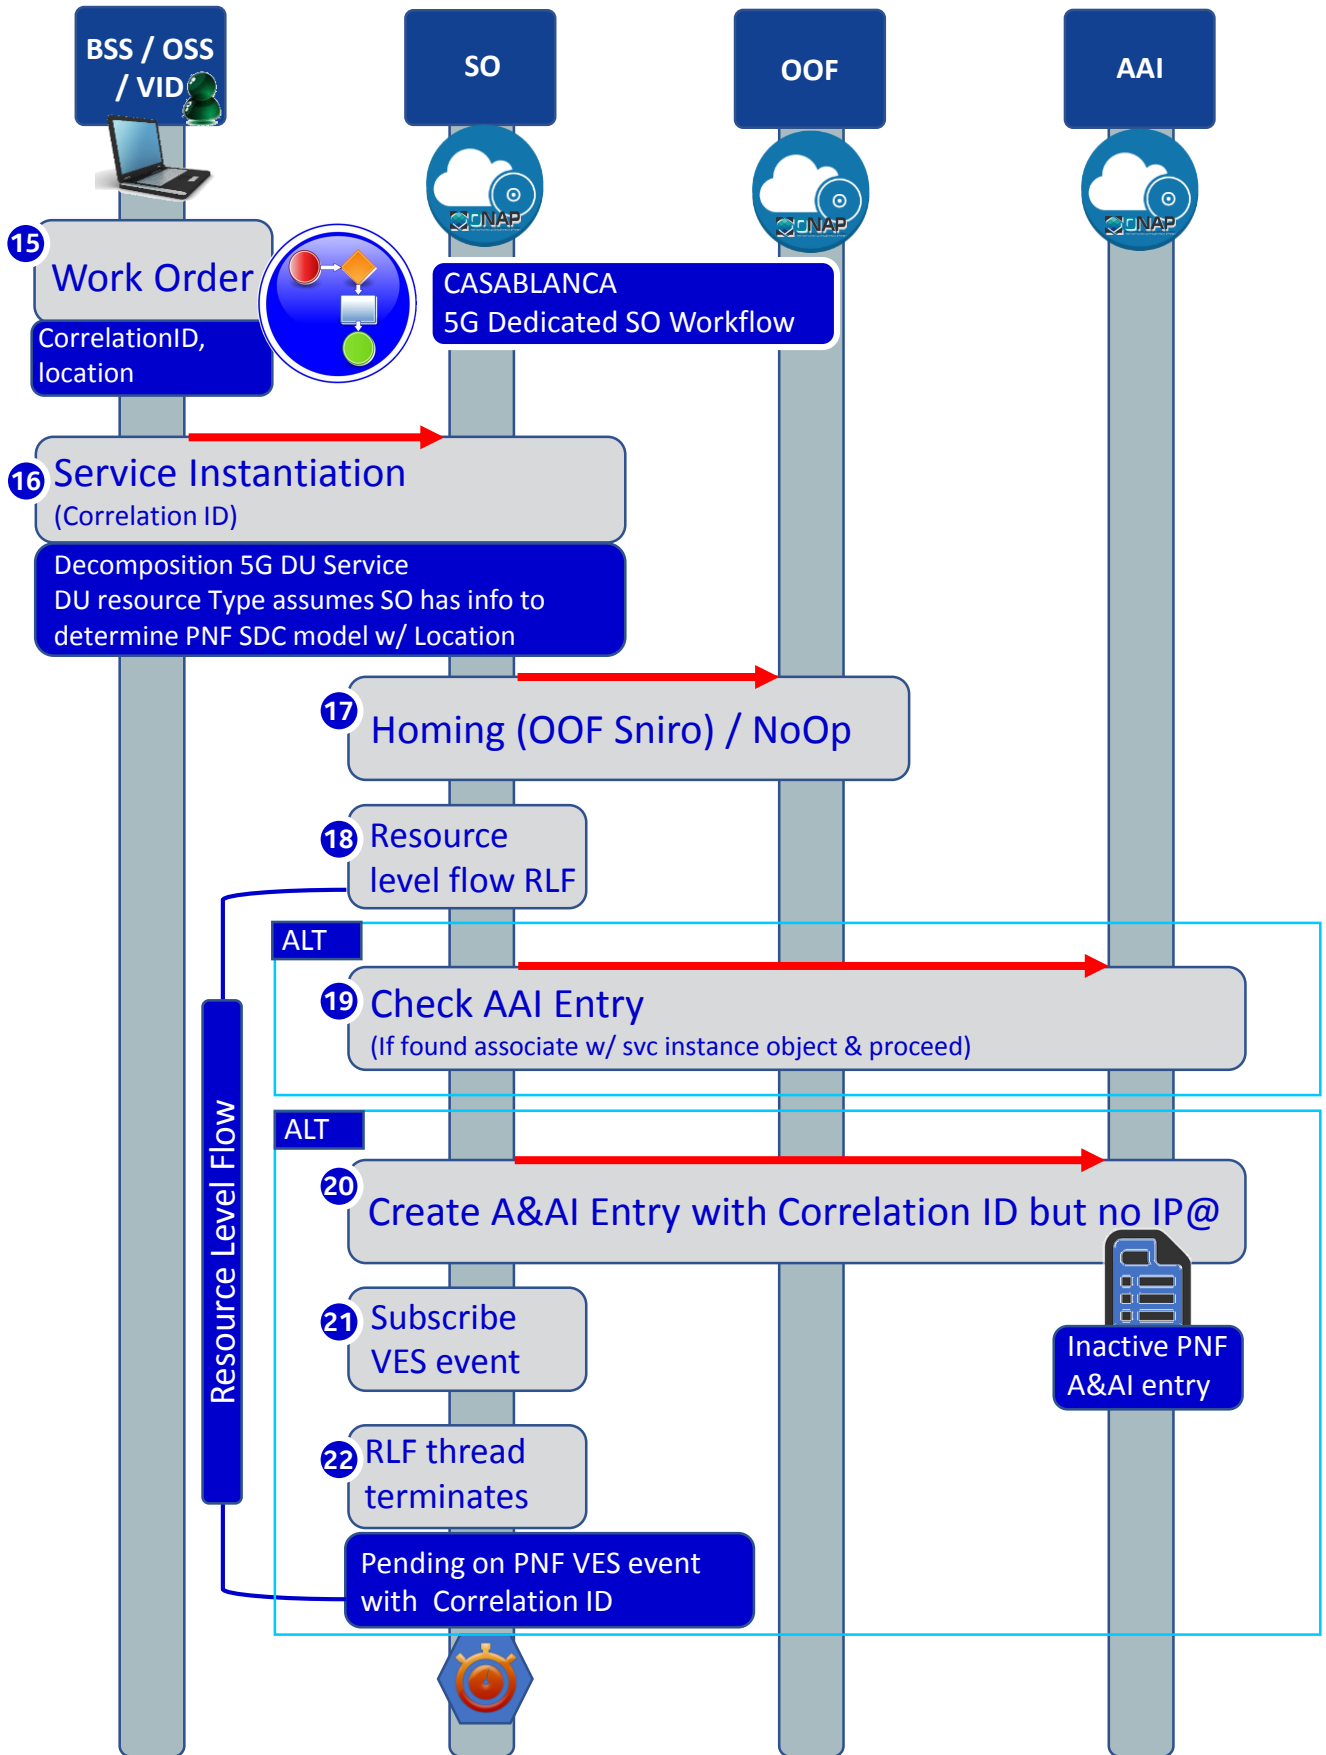 BSS / OSS
/ VID
SO
OOF
AAI
ONAP
ONAP
ONAP
15
Work Order
CorrelationID,
location
CASABLANCA
5G Dedicated SO Workflow
16
Service Instantiation
(Correlation ID)
Decomposition 5G DU Service
DU resource Type assumes SO has info to
determine PNF SDC model w/ Location
17
Homing (OOF Sniro) / NoOp
18
Resource
level flow RLF
ALT
19
Check AAI Entry
(If found associate w/ svc instance object & proceed)
Resource Level Flow
ALT
20
Create A&AI Entry with Correlation ID but no IP@
21
Subscribe
VES event
Inactive PNF
A&AI entry
22
RLF thread
terminates
Pending on PNF VES event
with  Correlation ID